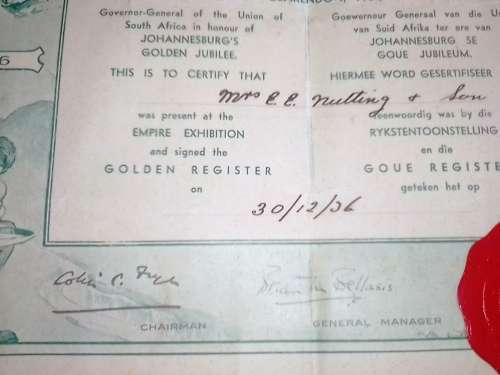 Governor-General of the Union of
South Africa in honour of
JOHANNESBURG'S
GOLDEN JUBILEE.
THIS IS TO CERTIFY THAT
Goewerneur Generaal van die Un
van Suid Afrika ter ere van
JOHANNESBURG SE
GOUE JUBILEUM.
HIERMEE WORD GESERTIFISEER
6
Mrs E. E. Nutting & Son
was present at the
EMPIRE EXHIBITION
and signed the
GOLDEN REGISTER
on
teenwoordig was by die
RYKSTENTOONSTELLING
en die
GOUE REGISTER
geteken het op
30/12/36
CHAIRMAN
GENERAL MANAGER